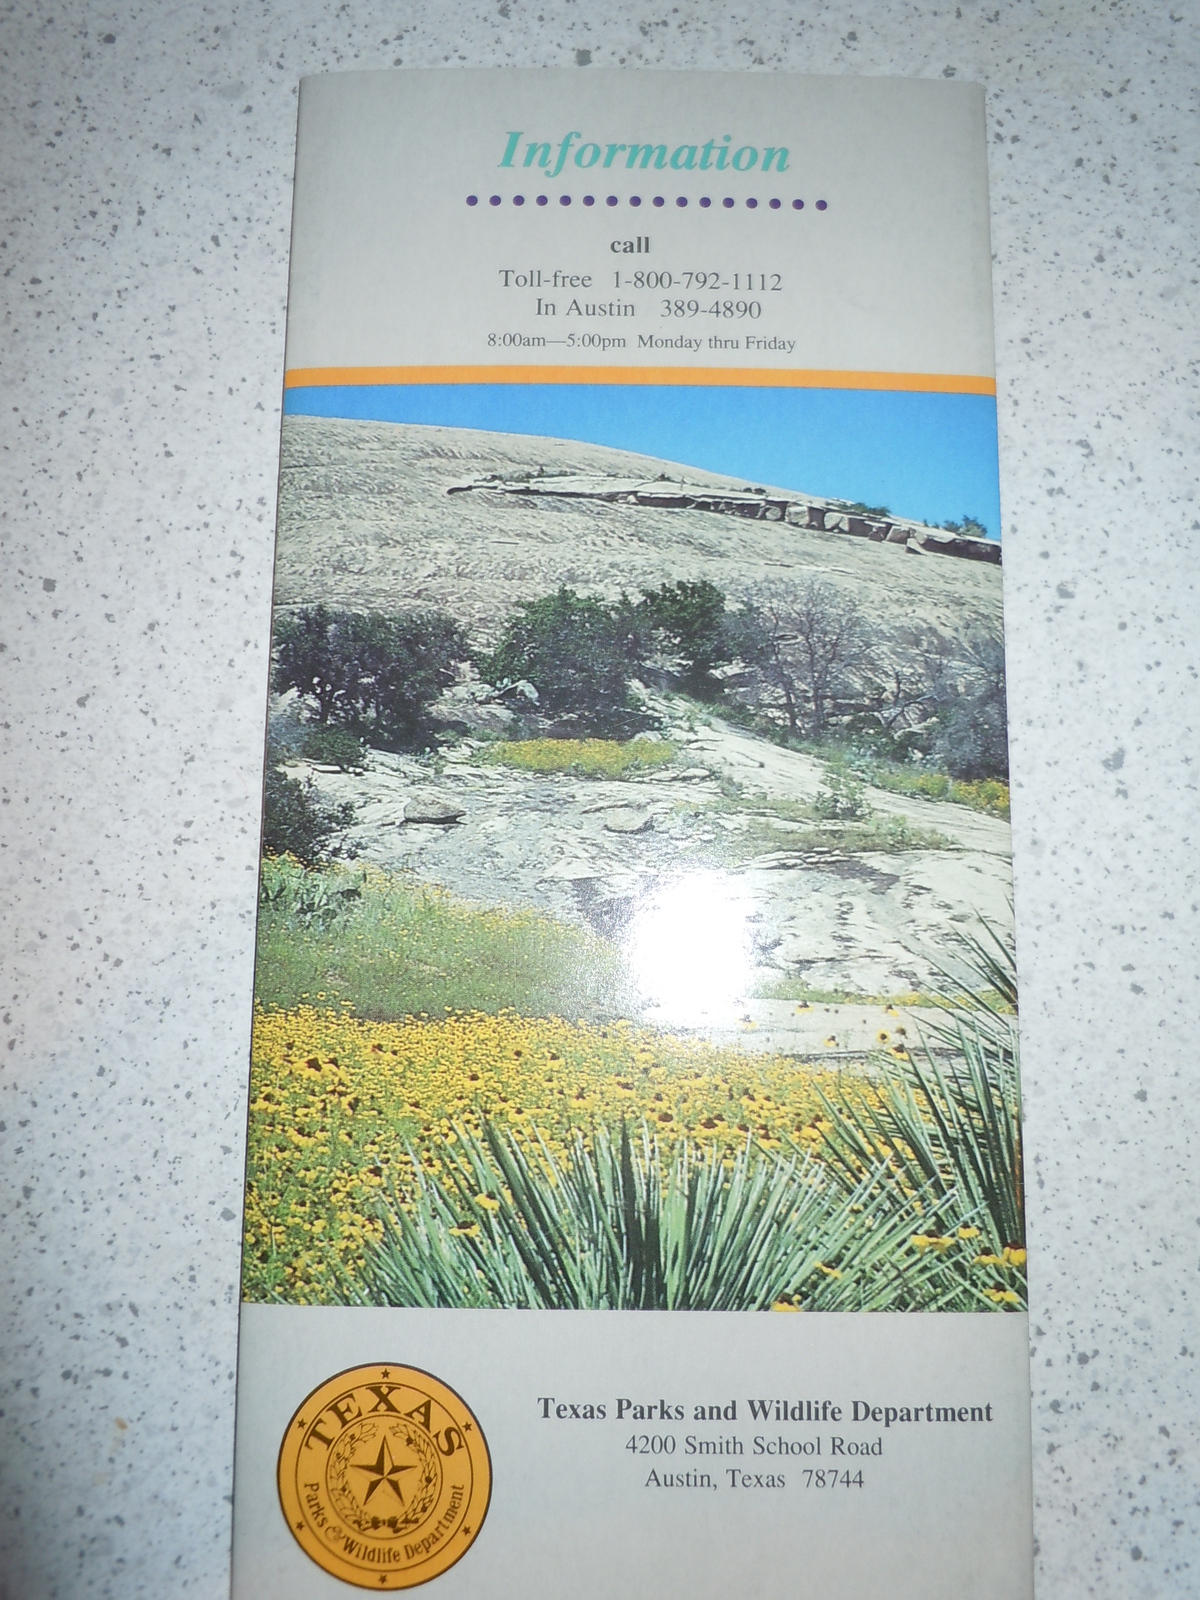 Information
call
Toll-free 1-800-792-1112
In Austin 389-4890
8:00am—5:00pm Monday thru Friday
TEXAS
Parks & Wildlife Department
Texas Parks and Wildlife Department
4200 Smith School Road
Austin, Texas 78744